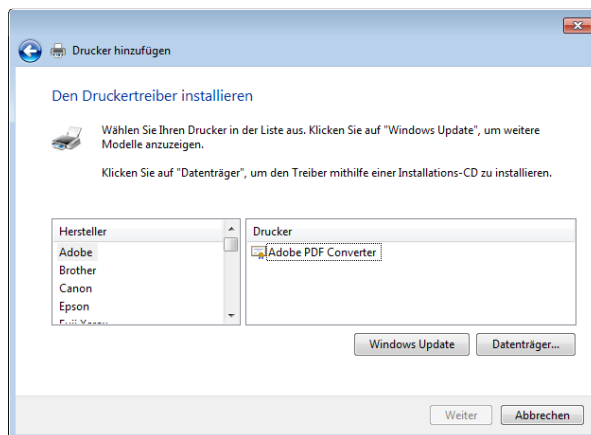 Drucker hinzufügen
Den Druckertreiber installieren
Wählen Sie Ihren Drucker in der Liste aus. Klicken Sie auf "Windows Update", um weitere
Modelle anzuzeigen.
Klicken Sie auf "Datenträger", um den Treiber mithilfe einer Installations-CD zu installieren.
Hersteller
Adobe
Brother
Canon
Epson
Fuji Xerox
Drucker
Adobe PDF Converter
Windows Update
Datenträger...
Weiter
Abbrechen